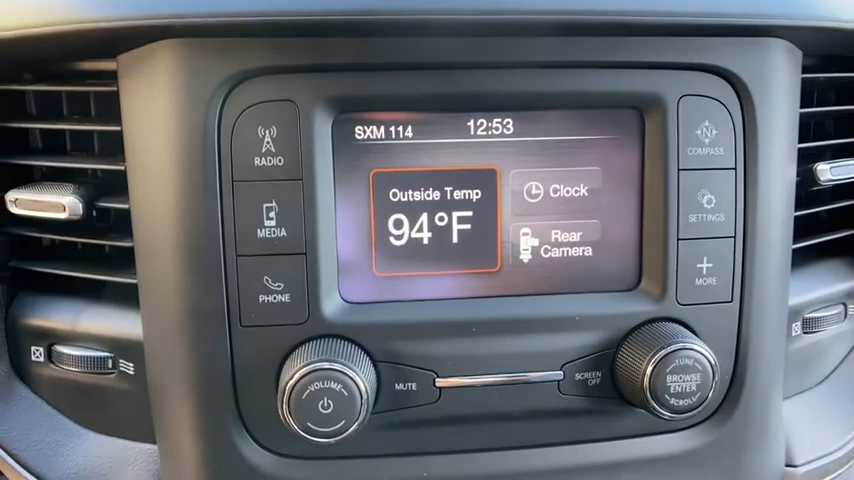 SXM 114
12:53
Outside Temp
94°F
Clock
Rear
Camera
RADIO
MEDIA
PHONE
N
COMPASS
SETTINGS
MORE
VOLUME
MUTE
SCREEN
OFF
TUNE
BROWSE
ENTER
SCROLL